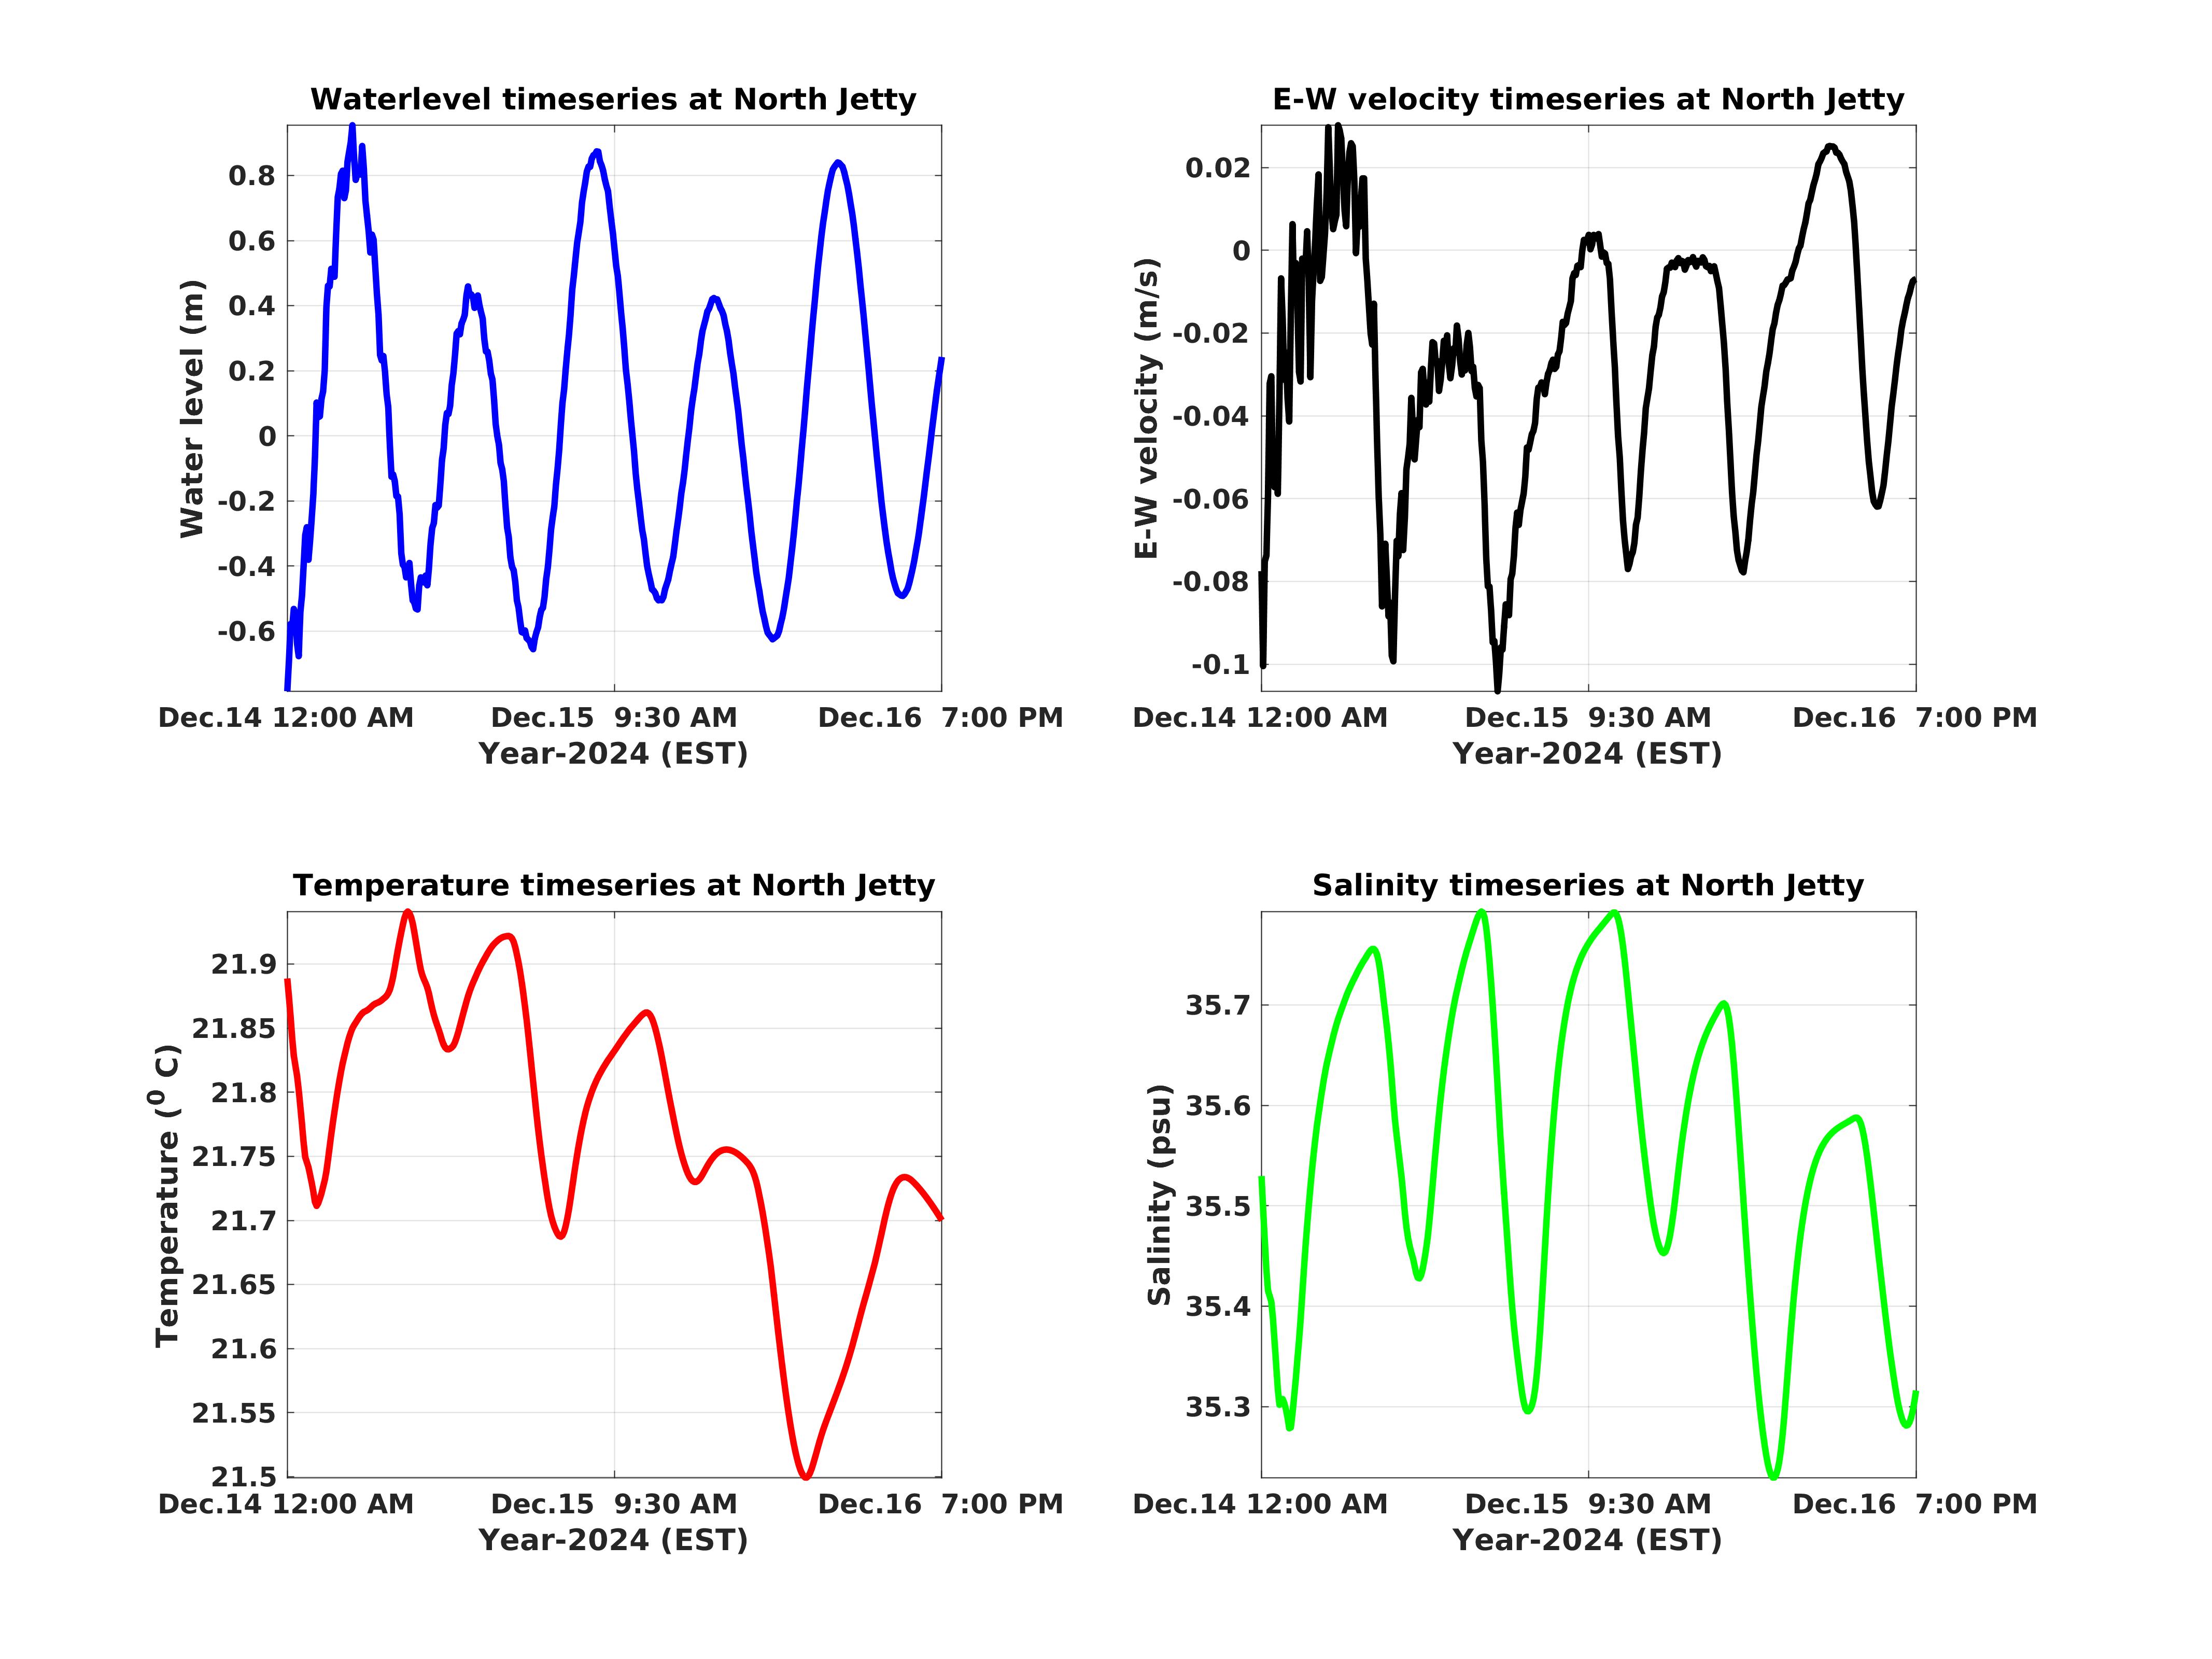 Waterlevel timeseries at North Jetty
0.8
0.6
0.4
0.2
0
-0.2
-0.4
-0.6
Water level (m)
Dec.14 12:00 AM
Dec.15 9:30 AM
Dec.16 7:00 PM
Year-2024 (EST)
E-W velocity timeseries at North Jetty
0.02
0
-0.02
-0.04
-0.06
-0.08
-0.1
E-W velocity (m/s)
Dec.14 12:00 AM
Dec.15 9:30 AM
Dec.16 7:00 PM
Year-2024 (EST)
Temperature timeseries at North Jetty
21.9
21.85
21.8
21.75
21.7
21.65
21.6
21.55
21.5
Temperature (⁰ C)
Dec.14 12:00 AM
Dec.15 9:30 AM
Dec.16 7:00 PM
Year-2024 (EST)
Salinity timeseries at North Jetty
35.7
35.6
35.5
35.4
35.3
Salinity (psu)
Dec.14 12:00 AM
Dec.15 9:30 AM
Dec.16 7:00 PM
Year-2024 (EST)